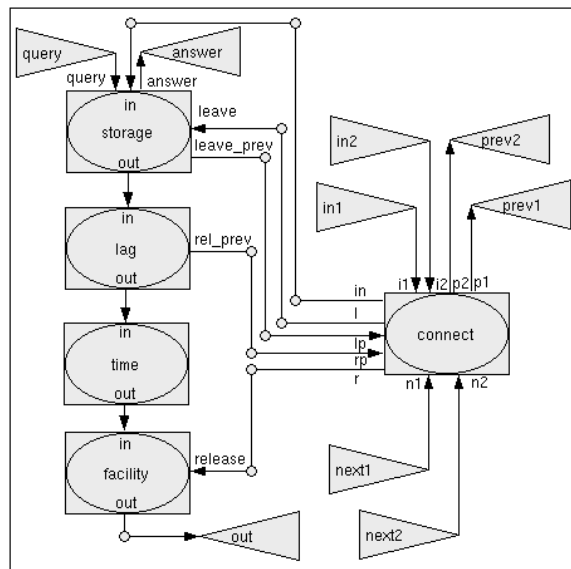 query
answer
query
answer
in
storage
out
leave
leave_prev
in2
prev2
in1
prev1
in
lag
out
rel_prev
i1
i2
p2
p1
in
l
lp
rp
r
connect
n1
n2
in
time
out
in
facility
out
release
next1
next2
out